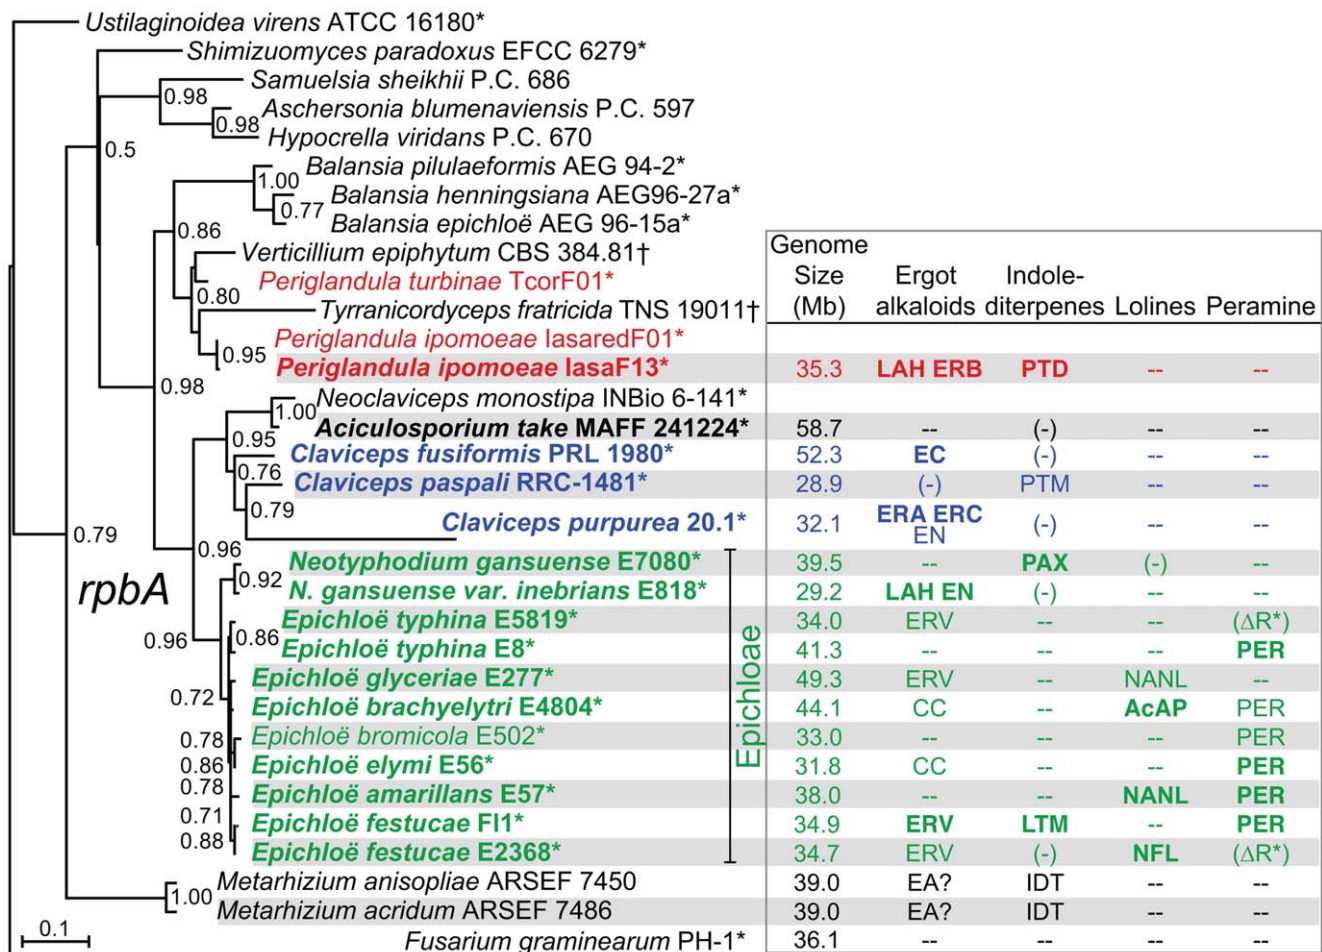 Ustilaginoidea virens ATCC 16180*
Shimizuomyces paradoxus EFCC 6279*
Samuelsia sheikhii P.C. 686
0.98
Aschersonia blumenaviensis P.C. 597
0.98
Hypocrella viridans P.C. 670
0.5
Balansia pilulaeformis AEG 94-2*
1.00
Balansia henningsiana AEG96-27a*
0.77
Balansia epichloë AEG 96-15a*
0.86
Verticillium epiphytum CBS 384.81†
Periglandula turbinae TcorF01*
0.80
Tyrranicordyceps fratricida TNS 19011†
Periglandula ipomoeae IasaredF01*
0.95
Genome Size (Mb) Ergot alkaloids Indole-diterpenes Lolines Peramine
Periglandula ipomoeae IasaF13* 35.3 LAH ERB PTD -- --
0.98
Neoclaviceps monostipa INBio 6-141*
1.00
Aciculosporium take MAFF 241224* 58.7 -- (-) -- --
0.95
Claviceps fusiformis PRL 1980* 52.3 EC (-) -- --
0.76
Claviceps paspali RRC-1481* 28.9 (-) PTM -- --
0.79
Claviceps purpurea 20.1* 32.1 ERA ERC EN (-) -- --
0.79
0.96
rpbA
Neotyphodium gansuense E7080* 39.5 -- PAX (-) --
0.92
N. gansuense var. inebrians E818* 29.2 LAH EN (-) -- --
Epichloë typhina E5819* 34.0 ERV -- -- (ΔR*)
0.96
0.86
Epichloë typhina E8* 41.3 -- -- -- PER
Epichloë glyceriae E277* 49.3 ERV -- NANL --
0.72
Epichloë brachyelytri E4804* 44.1 CC -- AcAP PER
0.78
Epichloë bromicola E502* 33.0 -- -- -- PER
0.86
Epichloë elymi E56* 31.8 CC -- -- PER
0.78
Epichloë amarillans E57* 38.0 -- -- NANL PER
0.71
Epichloë festucae Fl1* 34.9 ERV LTM -- PER
0.88
Epichloë festucae E2368* 34.7 ERV (-) NFL (ΔR*)
Epichloae
Metarhizium anisopliae ARSEF 7450 39.0 EA? IDT -- --
1.00
Metarhizium acridum ARSEF 7486 39.0 EA? IDT -- --
0.1
Fusarium graminearum PH-1* 36.1 -- -- -- --